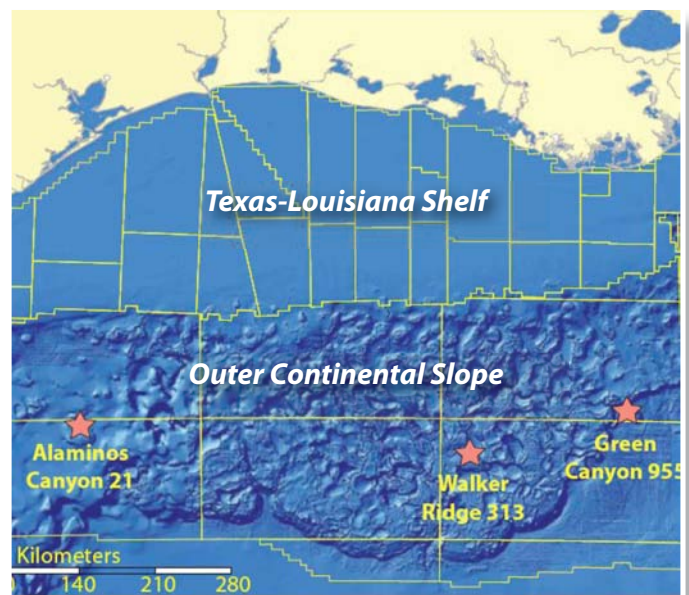 Texas-Louisiana Shelf
Outer Continental Slope
Alaminos
Canyon 21
Walker
Ridge 313
Green
Canyon 955
Kilometers
0 140 210 280